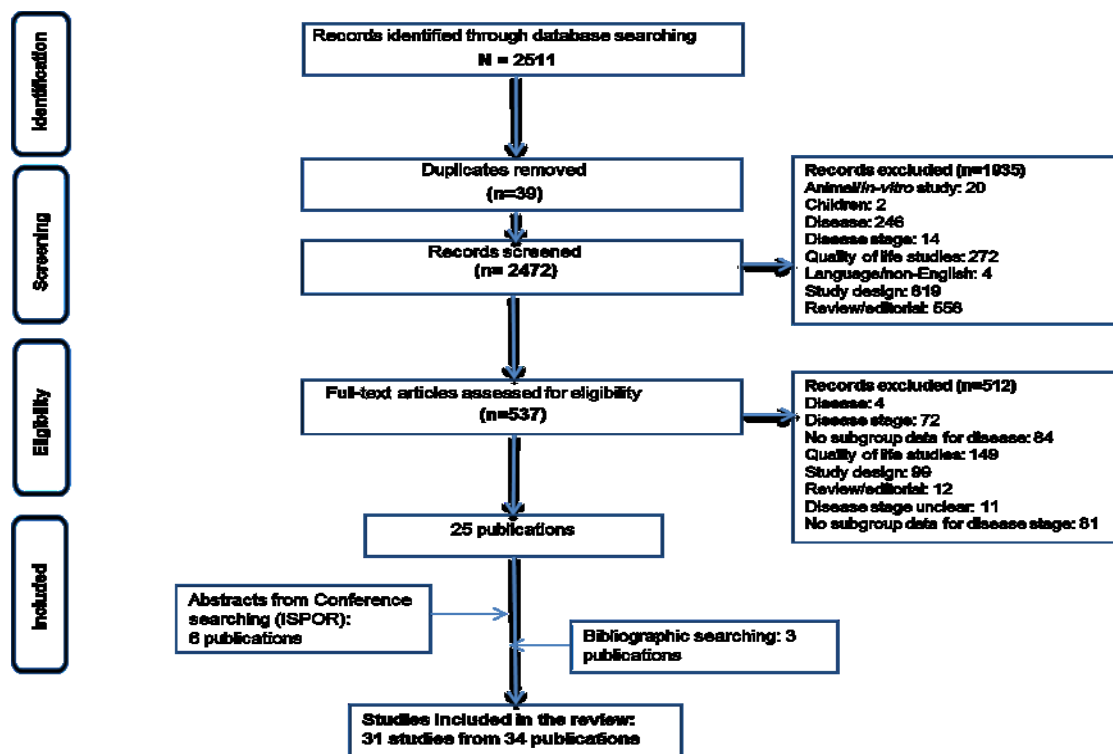 Identification
Records identified through database searching
N = 2511
Screening
Duplicates removed
(n=39)
Records screened
(n= 2472)
Records excluded (n=1935)
Animal/in-vitro study: 20
Children: 2
Disease: 246
Disease stage: 14
Quality of life studies: 272
Language/non-English: 4
Study design: 819
Review/editorial: 558
Eligibility
Full-text articles assessed for eligibility
(n=537)
Records excluded (n=512)
Disease: 4
Disease stage: 72
No subgroup data for disease: 84
Quality of life studies: 149
Study design: 99
Review/editorial: 12
Disease stage unclear: 11
No subgroup data for disease stage: 81
Included
25 publications
Abstracts from Conference
searching (ISPOR):
6 publications
Bibliographic searching: 3
publications
Studies included in the review:
31 studies from 34 publications